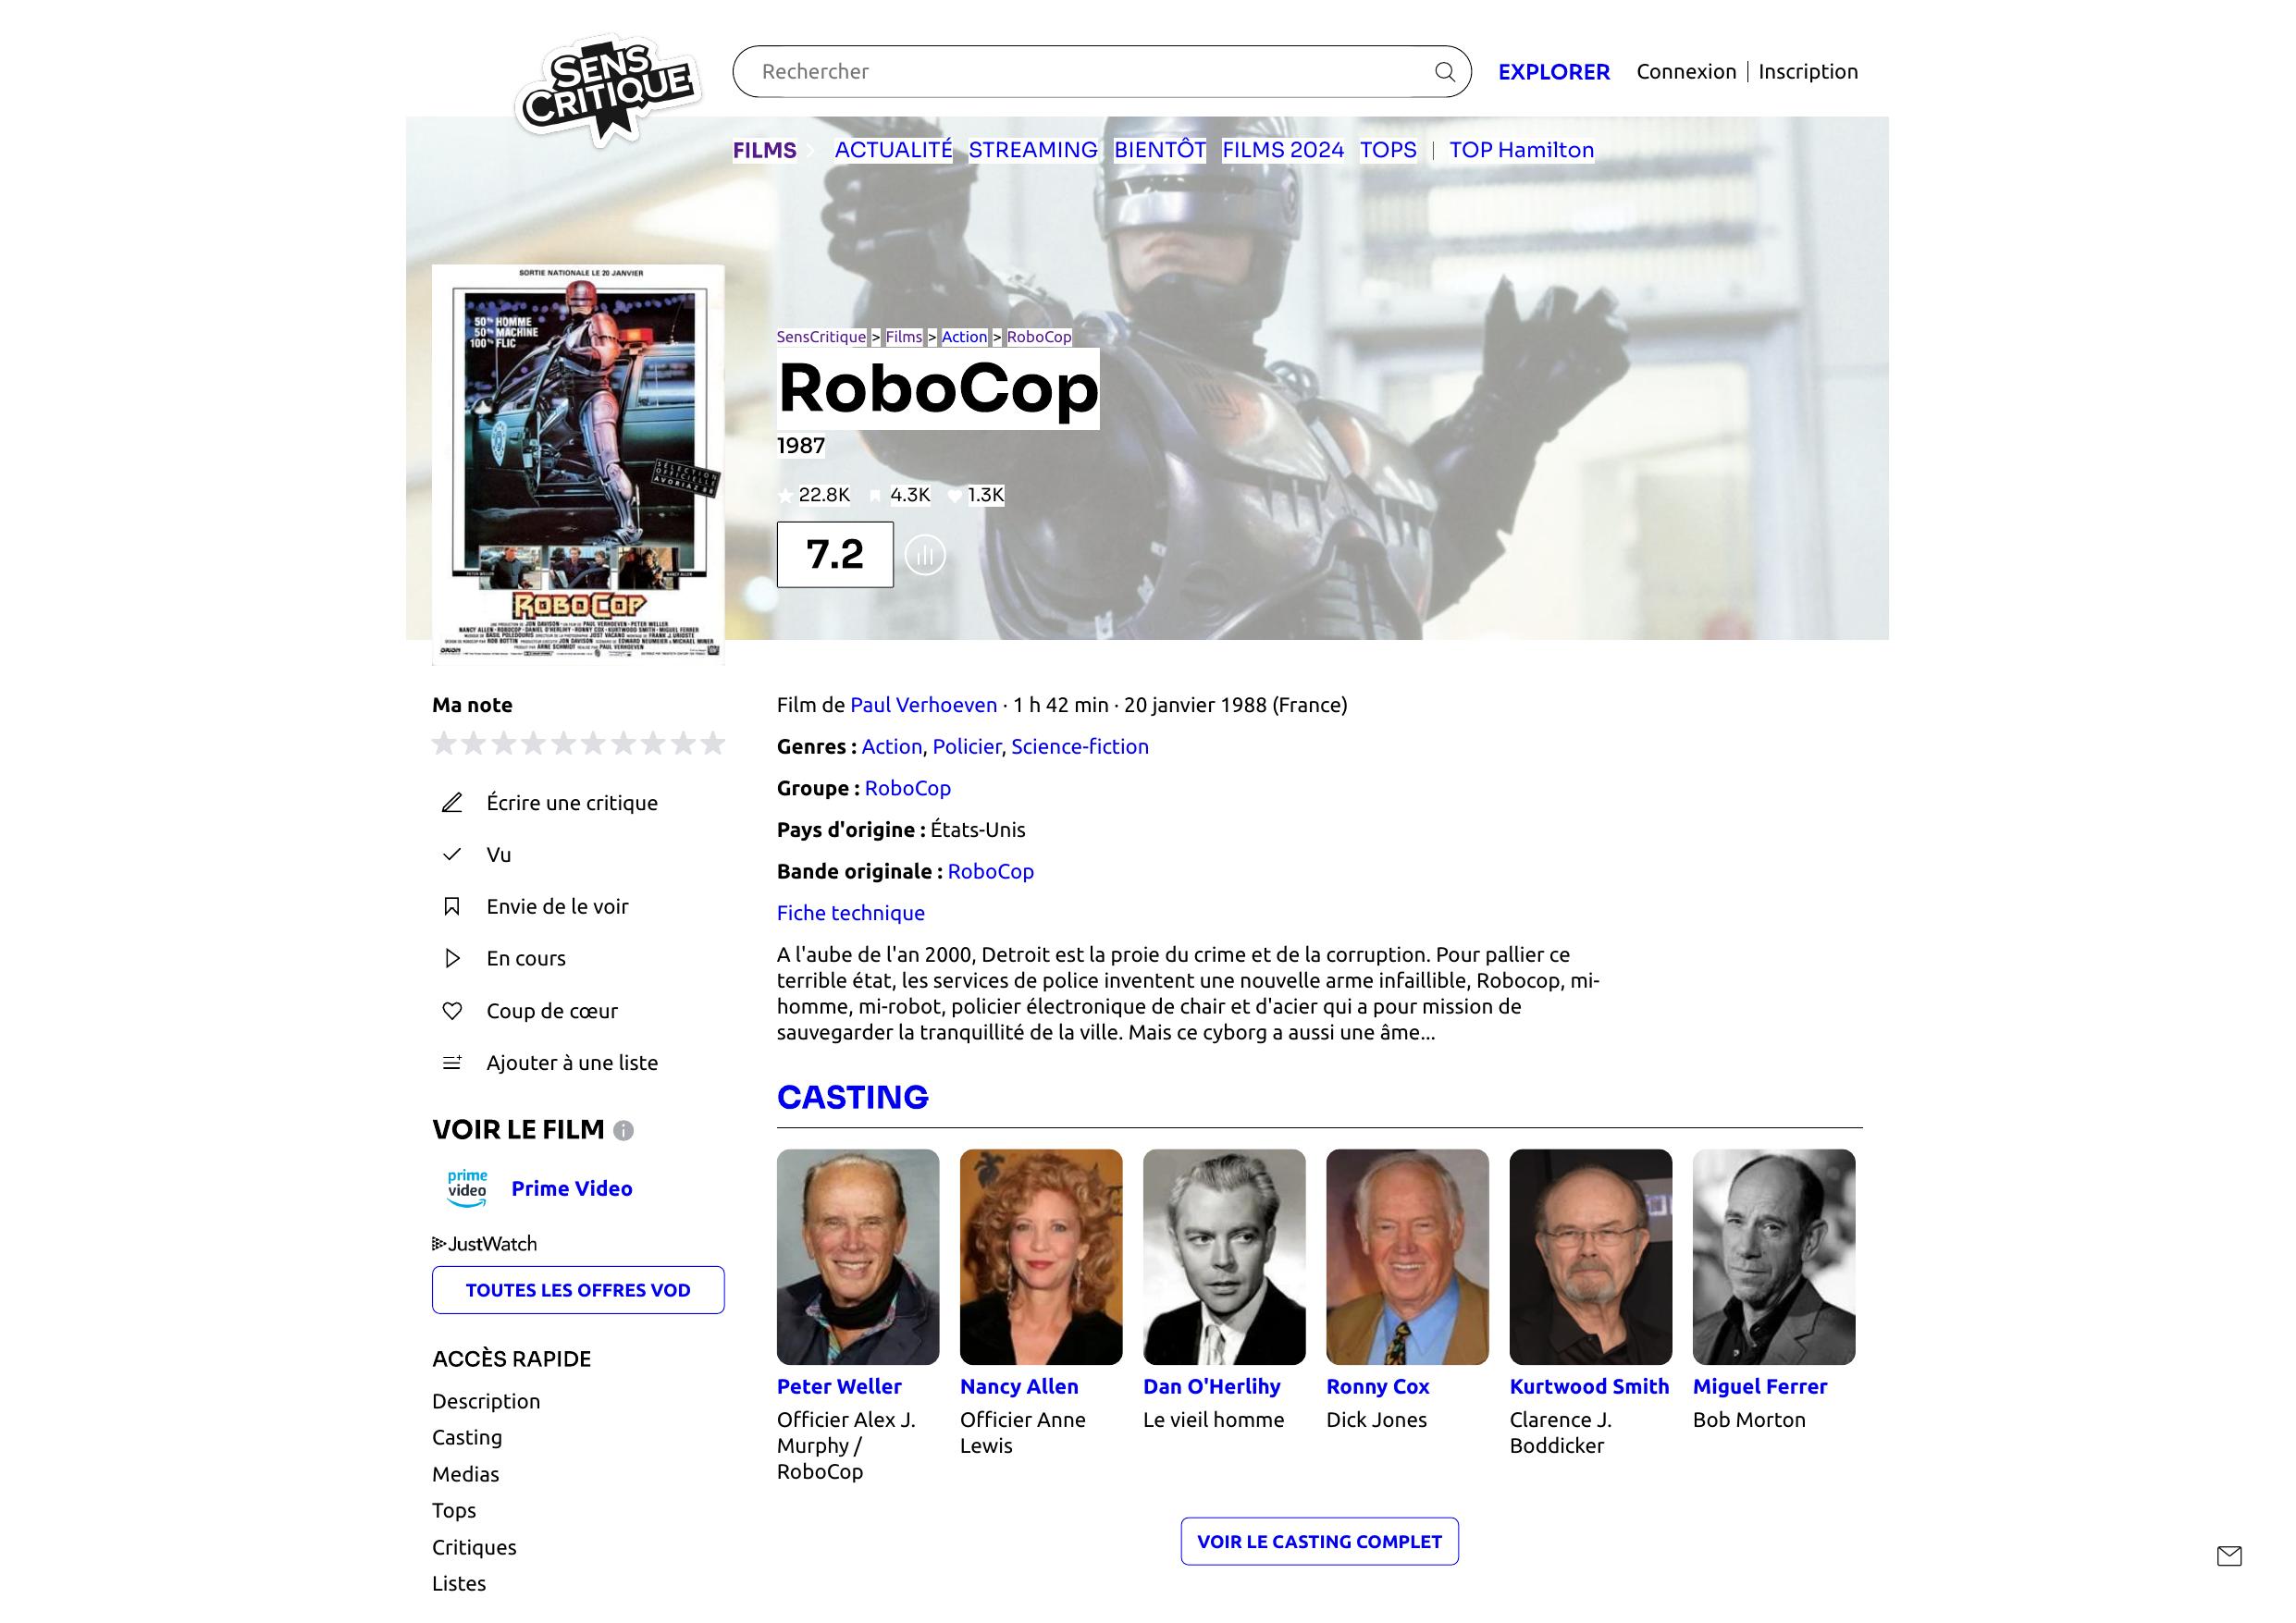 SENS
CRITIQUE
Rechercher
EXPLORER
Connexion | Inscription
FILMS
ACTUALITÉ
STREAMING
BIENTÔT
FILMS 2024
TOPS
|
TOP Hamilton
SORTIE NATIONALE LE 20 JANVIER
50% HOMME
50% MACHINE
100% FLIC
SÉLECTION
OFFICIELLE
AVORIAZ 88
PETER WELLER
NANCY ALLEN
ROBOCOP
SensCritique > Films > Action > RoboCop
RoboCop
1987
22.8K
4.3K
1.3K
7.2
Ma note
Écrire une critique
Vu
Envie de le voir
En cours
Coup de cœur
Ajouter à une liste
VOIR LE FILM
prime
video
Prime Video
JustWatch
TOUTES LES OFFRES VOD
ACCÈS RAPIDE
Description
Casting
Medias
Tops
Critiques
Listes
Film de Paul Verhoeven · 1 h 42 min · 20 janvier 1988 (France)
Genres : Action, Policier, Science-fiction
Groupe : RoboCop
Pays d'origine : États-Unis
Bande originale : RoboCop
Fiche technique
A l'aube de l'an 2000, Detroit est la proie du crime et de la corruption. Pour pallier ce
terrible état, les services de police inventent une nouvelle arme infaillible, Robocop, mi-
homme, mi-robot, policier électronique de chair et d'acier qui a pour mission de
sauvegarder la tranquillité de la ville. Mais ce cyborg a aussi une âme...
CASTING
Peter Weller
Officier Alex J.
Murphy /
RoboCop
Nancy Allen
Officier Anne
Lewis
Dan O'Herlihy
Le vieil homme
Ronny Cox
Dick Jones
Kurtwood Smith
Clarence J.
Boddicker
Miguel Ferrer
Bob Morton
VOIR LE CASTING COMPLET